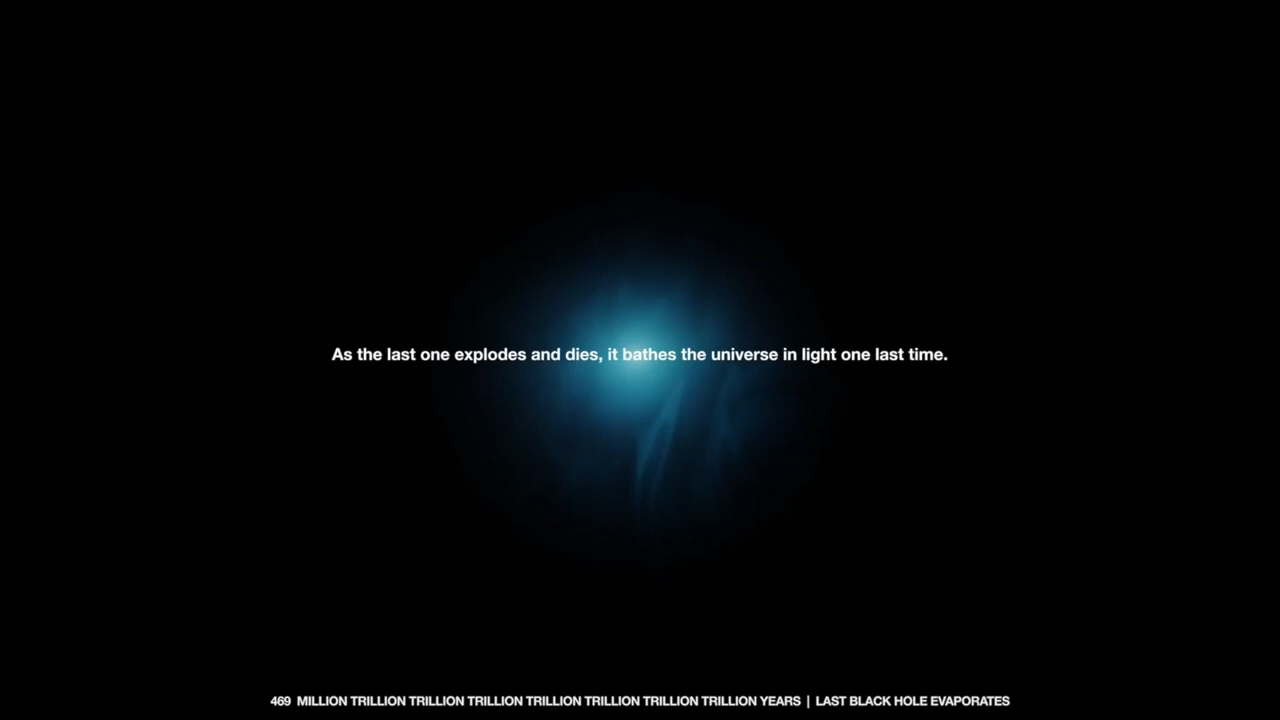 As the last one explodes and dies, it bathes the universe in light one last time.
469 MILLION TRILLION TRILLION TRILLION TRILLION TRILLION TRILLION TRILLION YEARS | LAST BLACK HOLE EVAPORATES